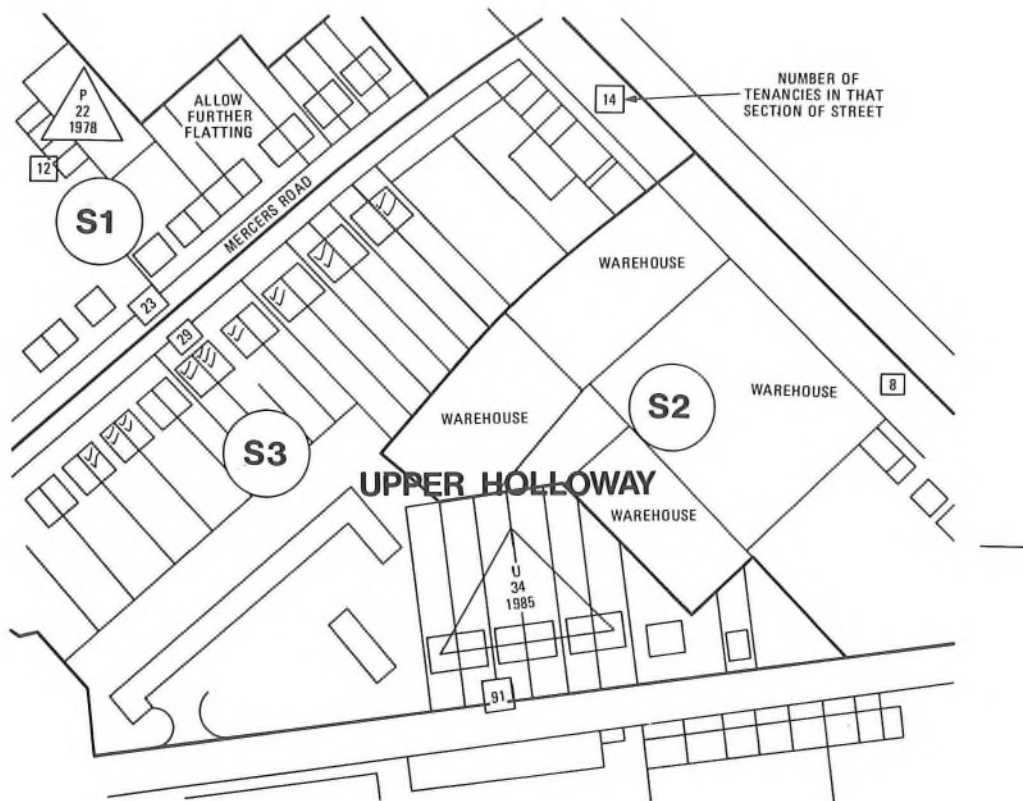 P
22
1978
12
S1
ALLOW
FURTHER
FLATTING
14
NUMBER OF
TENANCIES IN THAT
SECTION OF STREET
MERCERS ROAD
23
29
WAREHOUSE
WAREHOUSE
S2
WAREHOUSE
8
S3
UPPER HOLLOWAY
WAREHOUSE
U
34
1985
91